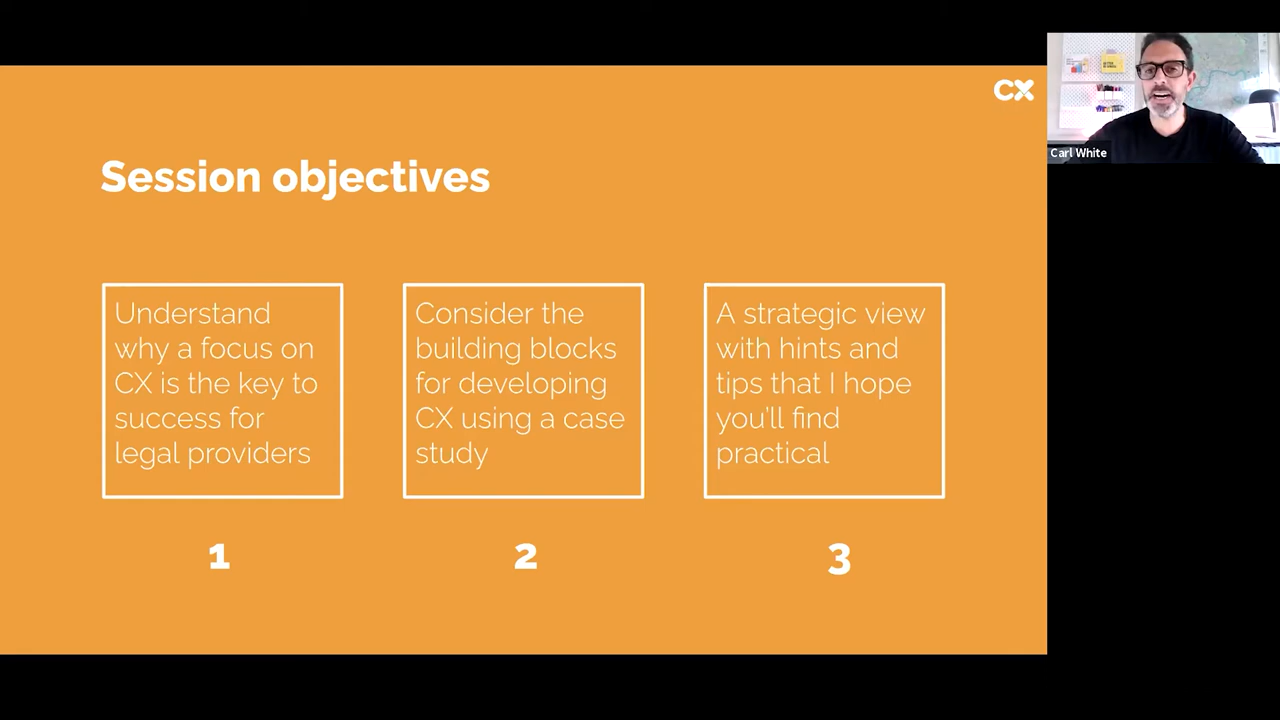 CX
Session objectives
Understand
why a focus on
CX is the key to
success for
legal providers
Consider the
building blocks
for developing
CX using a case
study
A strategic view
with hints and
tips that I hope
you'll find
practical
1
2
3
Carl White